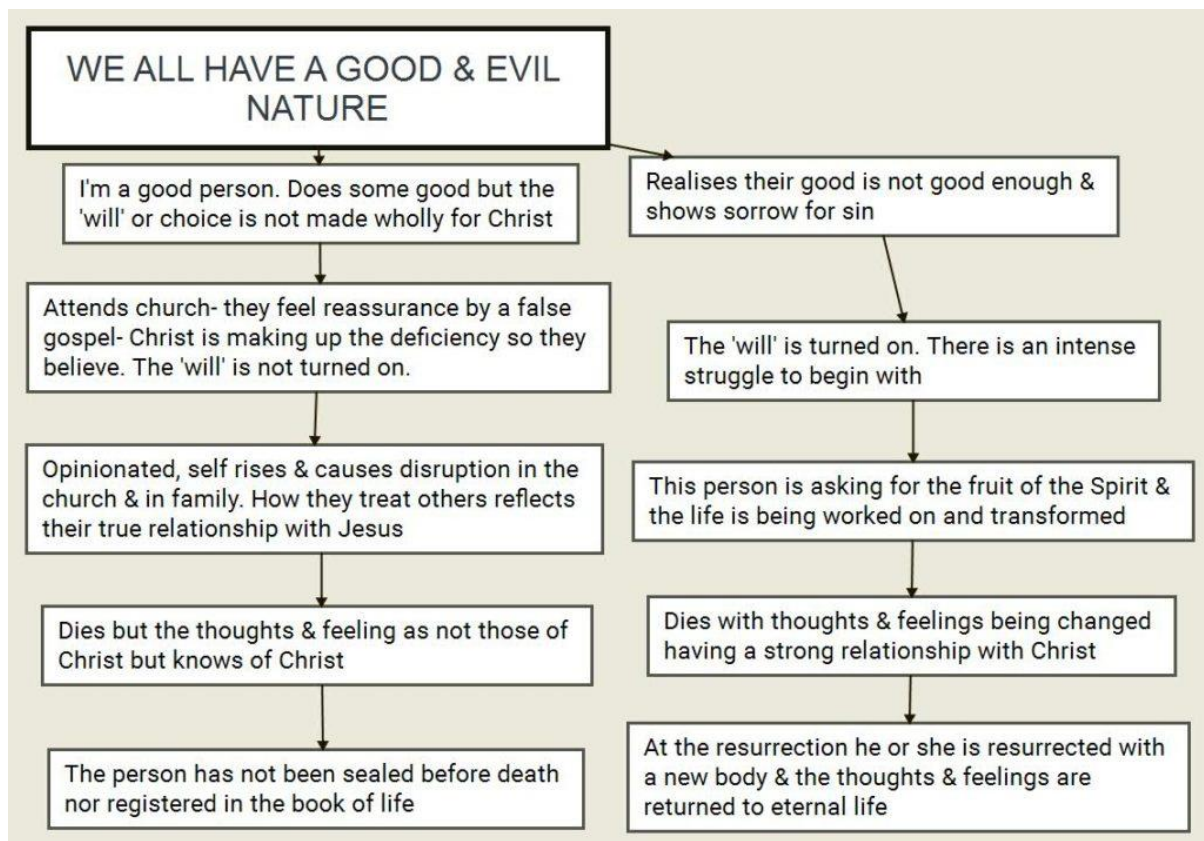 WE ALL HAVE A GOOD & EVIL
NATURE
I'm a good person. Does some good but the
'will' or choice is not made wholly for Christ
Attends church- they feel reassurance by a false
gospel- Christ is making up the deficiency so they
believe. The 'will' is not turned on.
Opinionated, self rises & causes disruption in the
church & in family. How they treat others reflects
their true relationship with Jesus
Dies but the thoughts & feeling as not those of
Christ but knows of Christ
The person has not been sealed before death
nor registered in the book of life
Realises their good is not good enough &
shows sorrow for sin
The 'will' is turned on. There is an intense
struggle to begin with
This person is asking for the fruit of the Spirit &
the life is being worked on and transformed
Dies with thoughts & feelings being changed
having a strong relationship with Christ
At the resurrection he or she is resurrected with
a new body & the thoughts & feelings are
returned to eternal life